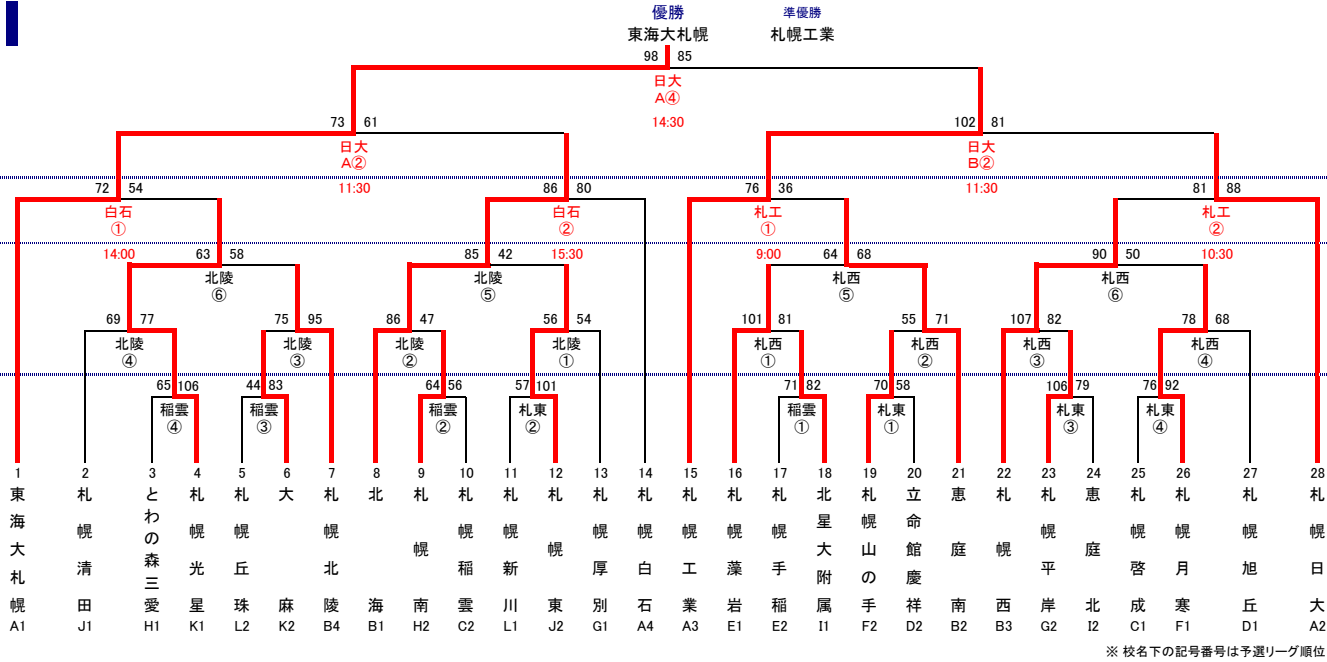 優勝 準優勝
東海大札幌 札幌工業
98 85
日大
A④
14:30
73 61 102 81
日大 日大
A② B②
11:30 11:30
72 54 86 80 76 36 81 88
白石 白石 札工 札工
① ② ① ②
14:00 15:30 9:00 10:30
63 58 85 42 64 68 90 50
北陵 北陵 札西 札西
⑥ ⑤ ⑤ ⑥
69 77 75 95 86 47 56 54 101 81 55 71 107 82 78 68
北陵 北陵 北陵 北陵 札西 札西 札西 札西
④ ③ ② ① ① ② ③ ④
65 106 44 83 64 56 57 101 71 82 70 58 106 79 76 92
稲雲 稲雲 稲雲 札東 稲雲 札東 札東 札東
④ ③ ② ② ① ① ③ ④
1 2 3 4 5 6 7 8 9 10 11 12 13 14 15 16 17 18 19 20 21 22 23 24 25 26 27 28
東海大札幌
札幌清田
とわの森三愛
札幌光星
札幌丘珠
大麻
札幌北陵
北海
札幌南
札幌稲雲
札幌新川
札幌東
札幌厚別
札幌白石
札幌工業
札幌藻岩
札幌手稲
北星大附属
札幌山の手
立命館慶祥
恵庭南
札幌西
札幌平岸
恵庭北
札幌啓成
札幌月寒
札幌旭丘
札幌日大
A1 J1 H1 K1 L2 K2 B4 B1 H2 C2 L1 J2 G1 A4 A3 E1 E2 I1 F2 D2 B2 B3 G2 I2 C1 F1 D1 A2
※ 校名下の記号番号は予選リーグ順位